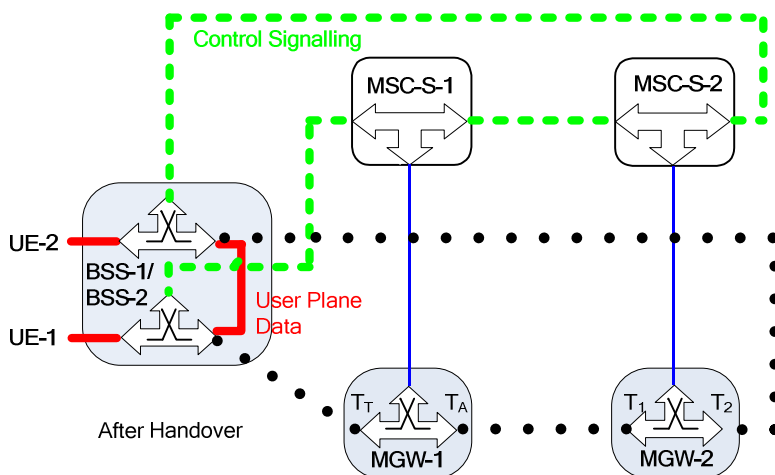 Control Signalling
MSC-S-1
MSC-S-2
UE-2
BSS-1/
BSS-2
User Plane
Data
UE-1
After Handover
T_T
T_A
MGW-1
T_1
T_2
MGW-2